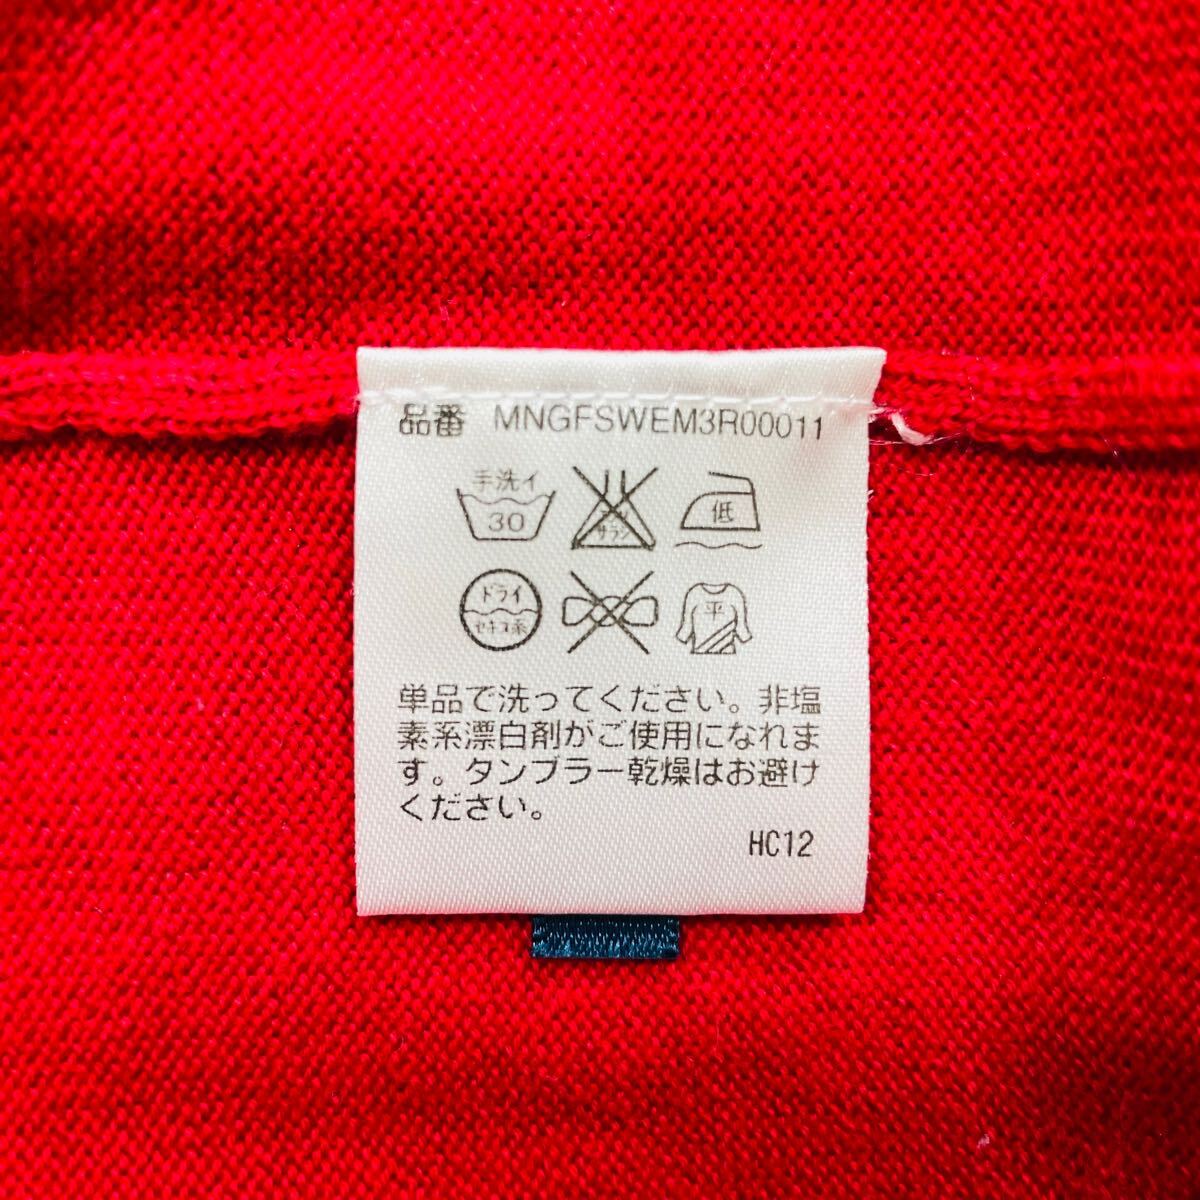 品番 MNGFSWEM3R00011
手洗イ
30
エンソ
サラシ
低
ドライ
セキユ系
平
単品で洗ってください。非塩
素系漂白剤がご使用になれま
す。タンブラー乾燥はお避け
ください。
HC12